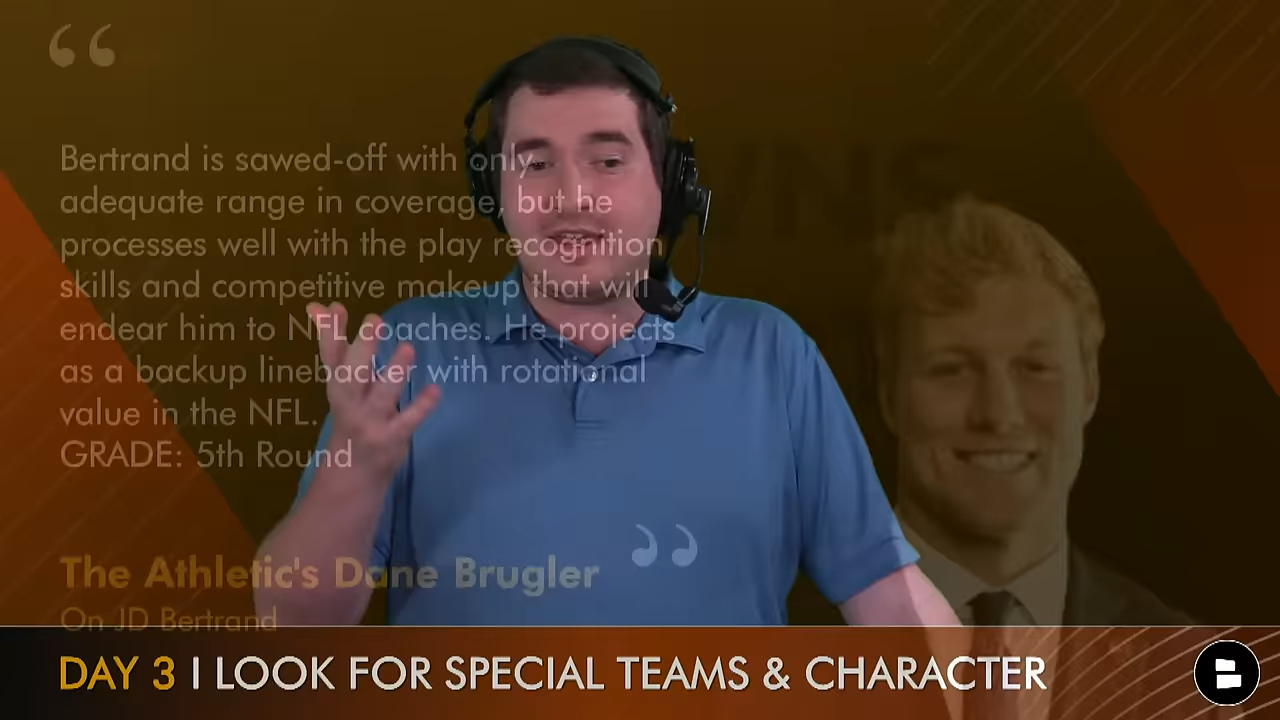 “
Bertrand is sawed-off with only
adequate range in coverage, but he
processes well with the play recognition
skills and competitive makeup that will
endear him to NFL coaches. He projects
as a backup linebacker with rotational
value in the NFL.
GRADE: 5th Round
”
The Athletic's Dane Brugler
On JD Bertrand
DAY 3 I LOOK FOR SPECIAL TEAMS & CHARACTER